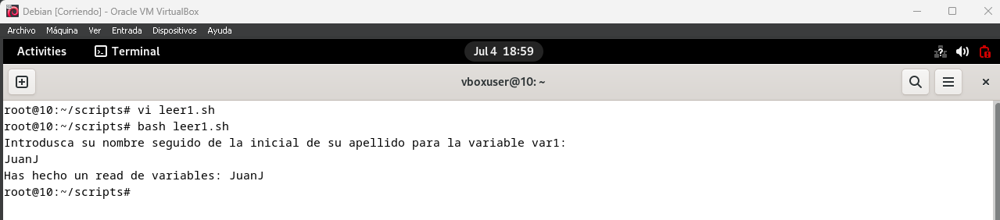 Debian [Corriendo] - Oracle VM VirtualBox
Archivo Máquina Ver Entrada Dispositivos Ayuda
Activities Terminal Jul 4 18:59
vboxuser@10: ~
root@10:~/scripts# vi leer1.sh
root@10:~/scripts# bash leer1.sh
Introdusca su nombre seguido de la inicial de su apellido para la variable var1:
JuanJ
Has hecho un read de variables: JuanJ
root@10:~/scripts#